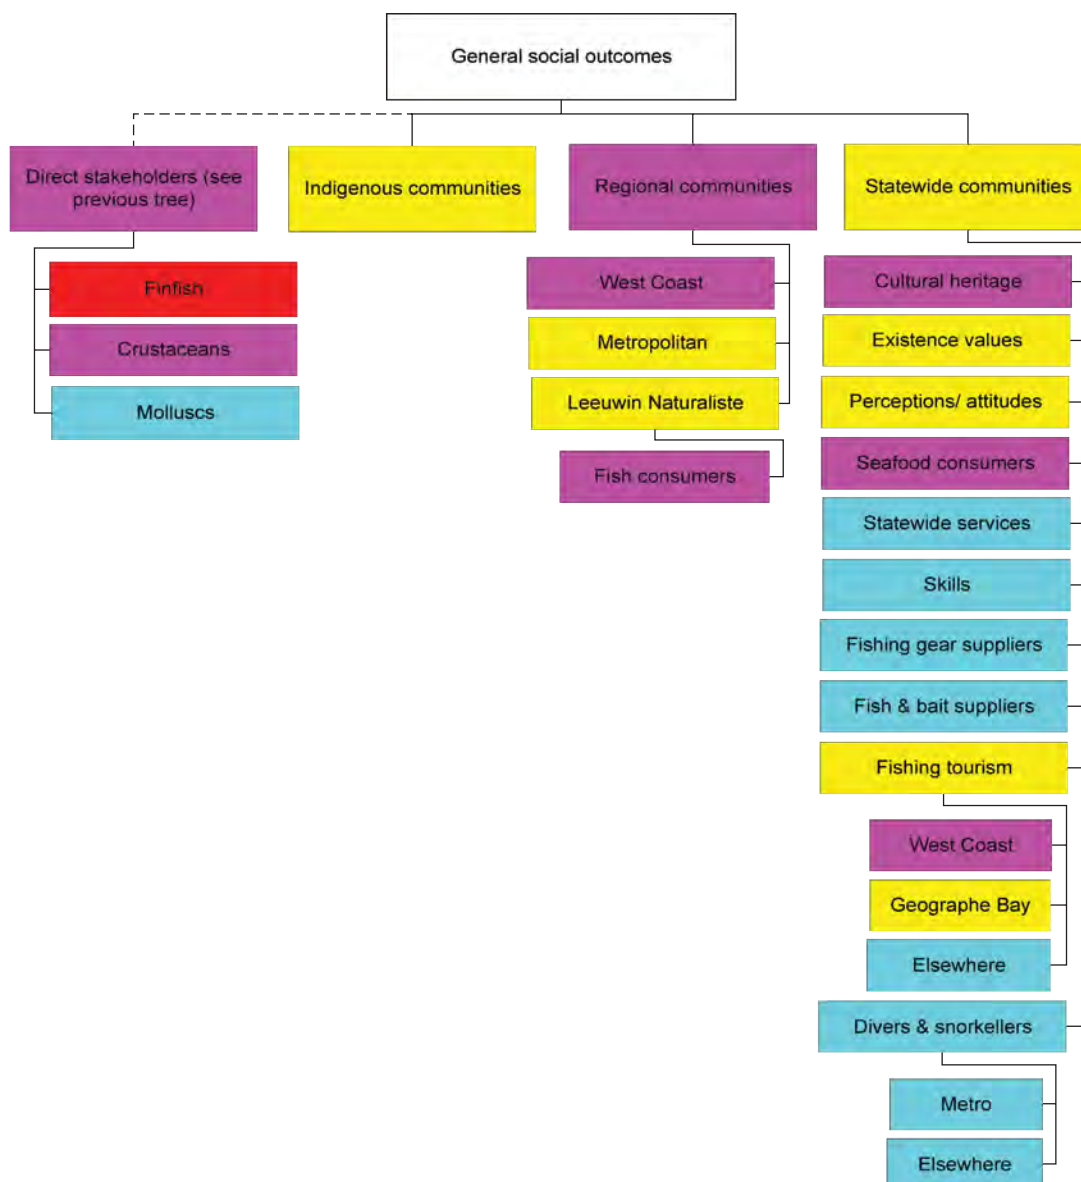 General social outcomes
Direct stakeholders (see
previous tree)
Indigenous communities
Regional communities
Statewide communities
Finfish
Crustaceans
Molluscs
West Coast
Metropolitan
Leeuwin Naturaliste
Fish consumers
Cultural heritage
Existence values
Perceptions/ attitudes
Seafood consumers
Statewide services
Skills
Fishing gear suppliers
Fish & bait suppliers
Fishing tourism
West Coast
Geographe Bay
Elsewhere
Divers & snorkellers
Metro
Elsewhere